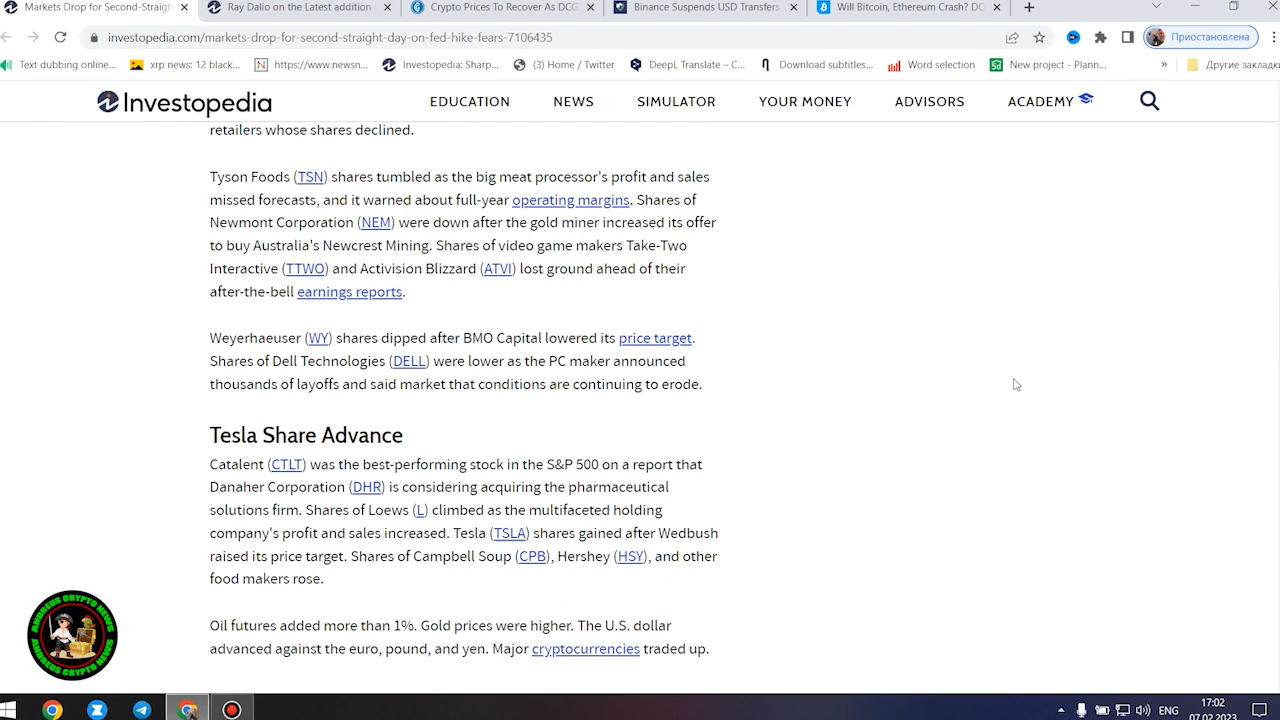 Markets Drop for Second-Straigh
Ray Dalio on the Latest addition
Crypto Prices To Recover As DCG
Binance Suspends USD Transfers
Will Bitcoin, Ethereum Crash? DC
investopedia.com/markets-drop-for-second-straight-day-on-fed-hike-fears-7106435
Приостановлена
Text dubbing online...
xrp news: 12 black...
https://www.newsn...
Investopedia: Sharp...
(3) Home / Twitter
DeepL Translate – C...
Download subtitles...
Word selection
New project - Plann...
»
Другие закладки
Investopedia
EDUCATION
NEWS
SIMULATOR
YOUR MONEY
ADVISORS
ACADEMY
retailers whose shares declined.
Tyson Foods (TSN) shares tumbled as the big meat processor's profit and sales
missed forecasts, and it warned about full-year operating margins. Shares of
Newmont Corporation (NEM) were down after the gold miner increased its offer
to buy Australia's Newcrest Mining. Shares of video game makers Take-Two
Interactive (TTWO) and Activision Blizzard (ATVI) lost ground ahead of their
after-the-bell earnings reports.
Weyerhaeuser (WY) shares dipped after BMO Capital lowered its price target.
Shares of Dell Technologies (DELL) were lower as the PC maker announced
thousands of layoffs and said market that conditions are continuing to erode.
Tesla Share Advance
Catalent (CTLT) was the best-performing stock in the S&P 500 on a report that
Danaher Corporation (DHR) is considering acquiring the pharmaceutical
solutions firm. Shares of Loews (L) climbed as the multifaceted holding
company's profit and sales increased. Tesla (TSLA) shares gained after Wedbush
raised its price target. Shares of Campbell Soup (CPB), Hershey (HSY), and other
food makers rose.
Oil futures added more than 1%. Gold prices were higher. The U.S. dollar
advanced against the euro, pound, and yen. Major cryptocurrencies traded up.
ANDREUS CRYPTO NEWS
ANDREUS CRYPTO NEWS
ENG
17:02
07.02.2023